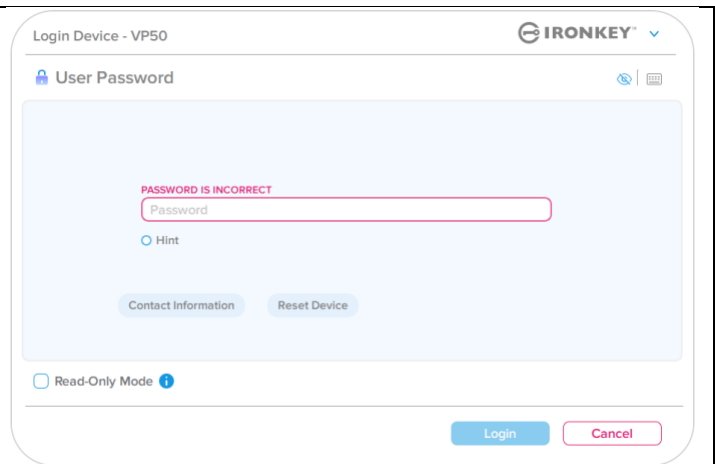 Login Device - VP50
IRONKEY™
User Password
PASSWORD IS INCORRECT
Password
Hint
Contact Information
Reset Device
Read-Only Mode
Login
Cancel